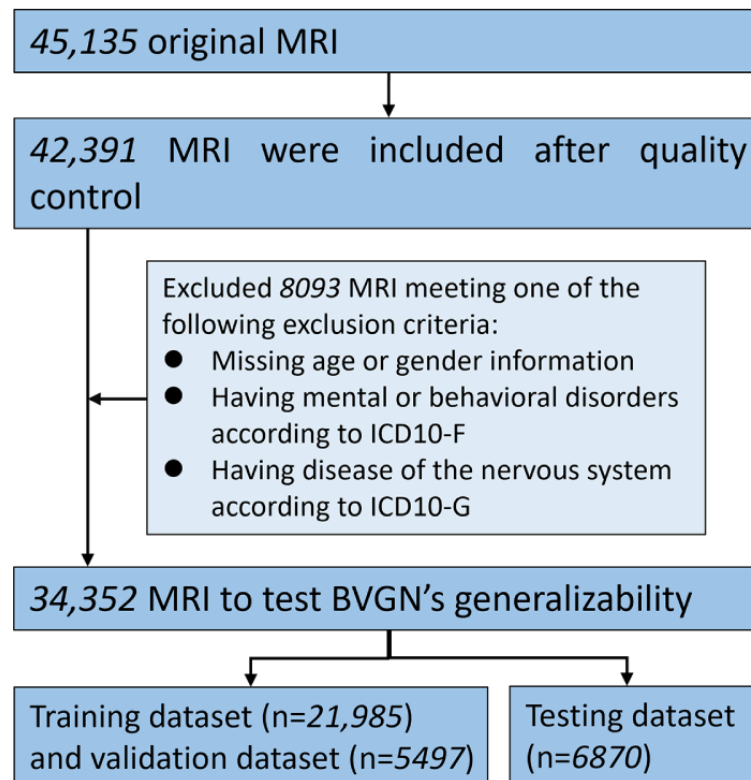 45,135 original MRI
42,391 MRI were included after quality
control
Excluded 8093 MRI meeting one of the
following exclusion criteria:
● Missing age or gender information
● Having mental or behavioral disorders
according to ICD10-F
● Having disease of the nervous system
according to ICD10-G
34,352 MRI to test BVGN's generalizability
Training dataset (n=21,985)
and validation dataset (n=5497)
Testing dataset
(n=6870)